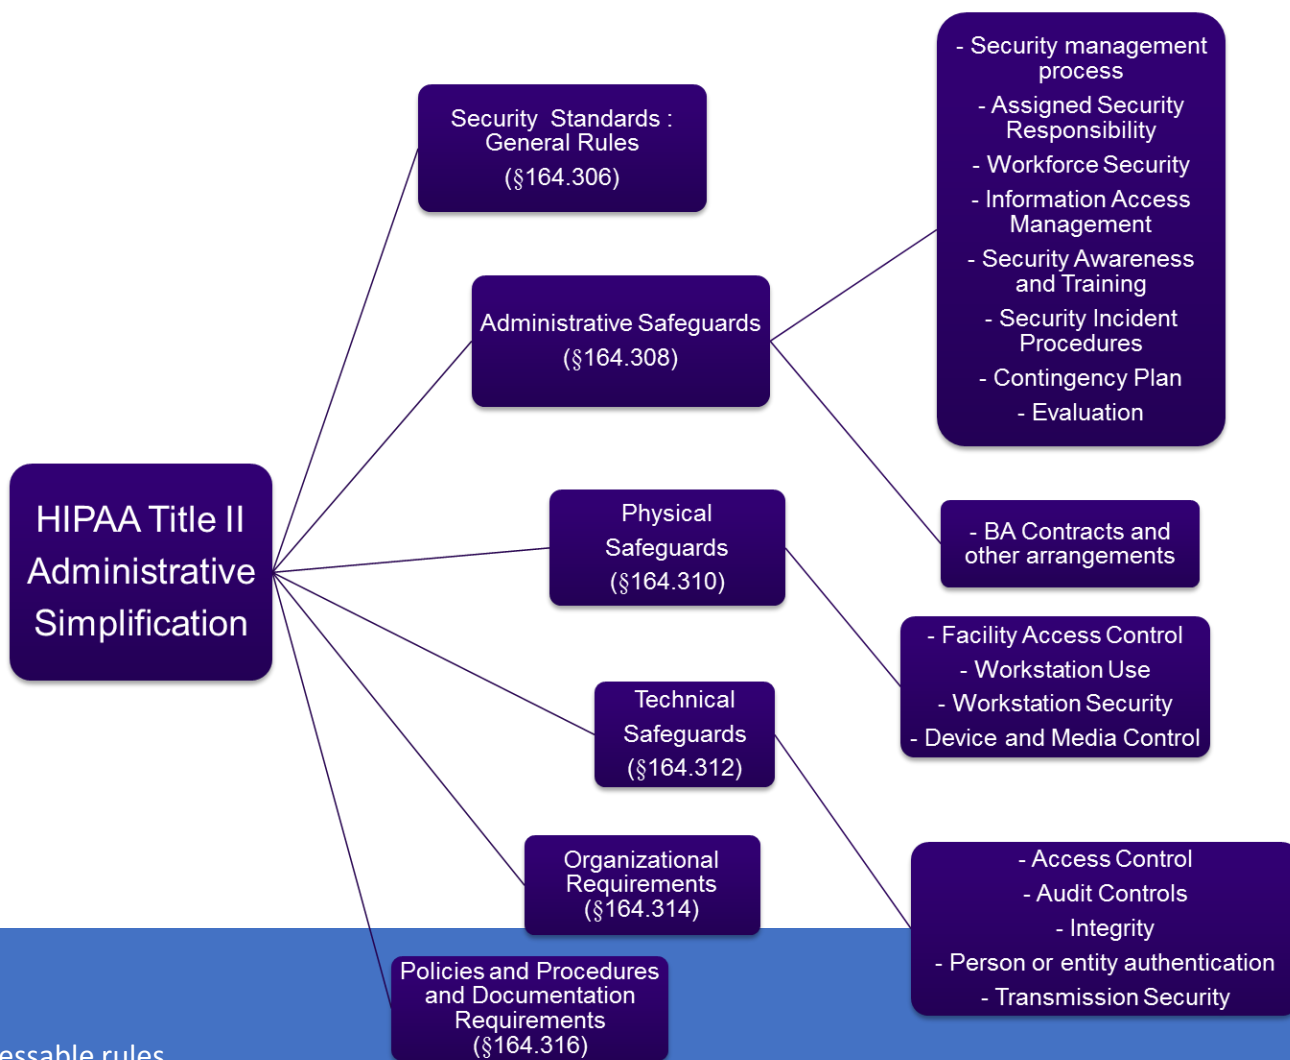 HIPAA Title II
Administrative
Simplification
Security Standards :
General Rules
(§164.306)
Administrative Safeguards
(§164.308)
- Security management
process
- Assigned Security
Responsibility
- Workforce Security
- Information Access
Management
- Security Awareness
and Training
- Security Incident
Procedures
- Contingency Plan
- Evaluation
- BA Contracts and
other arrangements
Physical
Safeguards
(§164.310)
- Facility Access Control
- Workstation Use
- Workstation Security
- Device and Media Control
Technical
Safeguards
(§164.312)
- Access Control
- Audit Controls
- Integrity
- Person or entity authentication
- Transmission Security
Organizational
Requirements
(§164.314)
Policies and Procedures
and Documentation
Requirements
(§164.316)
rules